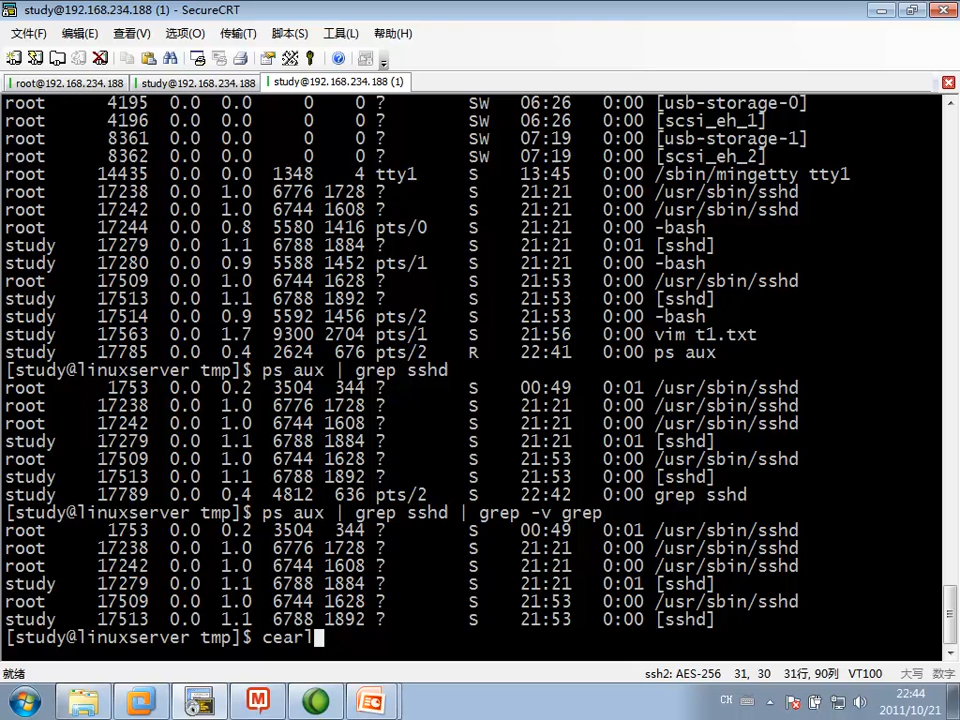 study@192.168.234.188 (1) - SecureCRT
文件(F) 编辑(E) 查看(V) 选项(O) 传输(T) 脚本(S) 工具(L) 帮助(H)
root@192.168.234.188 study@192.168.234.188 study@192.168.234.188 (1)
root 4195 0.0 0.0 0 0 ? SW 06:26 0:00 [usb-storage-0]
root 4196 0.0 0.0 0 0 ? SW 06:26 0:00 [scsi_eh_1]
root 8361 0.0 0.0 0 0 ? SW 07:19 0:00 [usb-storage-1]
root 8362 0.0 0.0 0 0 ? SW 07:19 0:00 [scsi_eh_2]
root 14435 0.0 0.0 1348 4 tty1 S 13:45 0:00 /sbin/mingetty tty1
root 17238 0.0 1.0 6776 1728 ? S 21:21 0:00 /usr/sbin/sshd
root 17242 0.0 1.0 6744 1608 ? S 21:21 0:00 /usr/sbin/sshd
root 17244 0.0 0.8 5580 1416 pts/0 S 21:21 0:00 -bash
study 17279 0.0 1.1 6788 1884 ? S 21:21 0:01 [sshd]
study 17280 0.0 0.9 5588 1452 pts/1 S 21:21 0:00 -bash
root 17509 0.0 1.0 6744 1628 ? S 21:53 0:00 /usr/sbin/sshd
study 17513 0.0 1.1 6788 1892 ? S 21:53 0:00 [sshd]
study 17514 0.0 0.9 5592 1456 pts/2 S 21:53 0:00 -bash
study 17563 0.0 1.7 9300 2704 pts/1 S 21:56 0:00 vim t1.txt
study 17785 0.0 0.4 2624 676 pts/2 R 22:41 0:00 ps aux
[study@linuxserver tmp]$ ps aux | grep sshd
root 1753 0.0 0.2 3504 344 ? S 00:49 0:01 /usr/sbin/sshd
root 17238 0.0 1.0 6776 1728 ? S 21:21 0:00 /usr/sbin/sshd
root 17242 0.0 1.0 6744 1608 ? S 21:21 0:00 /usr/sbin/sshd
study 17279 0.0 1.1 6788 1884 ? S 21:21 0:01 [sshd]
root 17509 0.0 1.0 6744 1628 ? S 21:53 0:00 /usr/sbin/sshd
study 17513 0.0 1.1 6788 1892 ? S 21:53 0:00 [sshd]
study 17789 0.0 0.4 4812 636 pts/2 S 22:42 0:00 grep sshd
[study@linuxserver tmp]$ ps aux | grep sshd | grep -v grep
root 1753 0.0 0.2 3504 344 ? S 00:49 0:01 /usr/sbin/sshd
root 17238 0.0 1.0 6776 1728 ? S 21:21 0:00 /usr/sbin/sshd
root 17242 0.0 1.0 6744 1608 ? S 21:21 0:00 /usr/sbin/sshd
study 17279 0.0 1.1 6788 1884 ? S 21:21 0:01 [sshd]
root 17509 0.0 1.0 6744 1628 ? S 21:53 0:00 /usr/sbin/sshd
study 17513 0.0 1.1 6788 1892 ? S 21:53 0:00 [sshd]
[study@linuxserver tmp]$ cearl
就绪 ssh2: AES-256 31, 30 31行, 90列 VT100 大写 数字
CH 22:44
2011/10/21